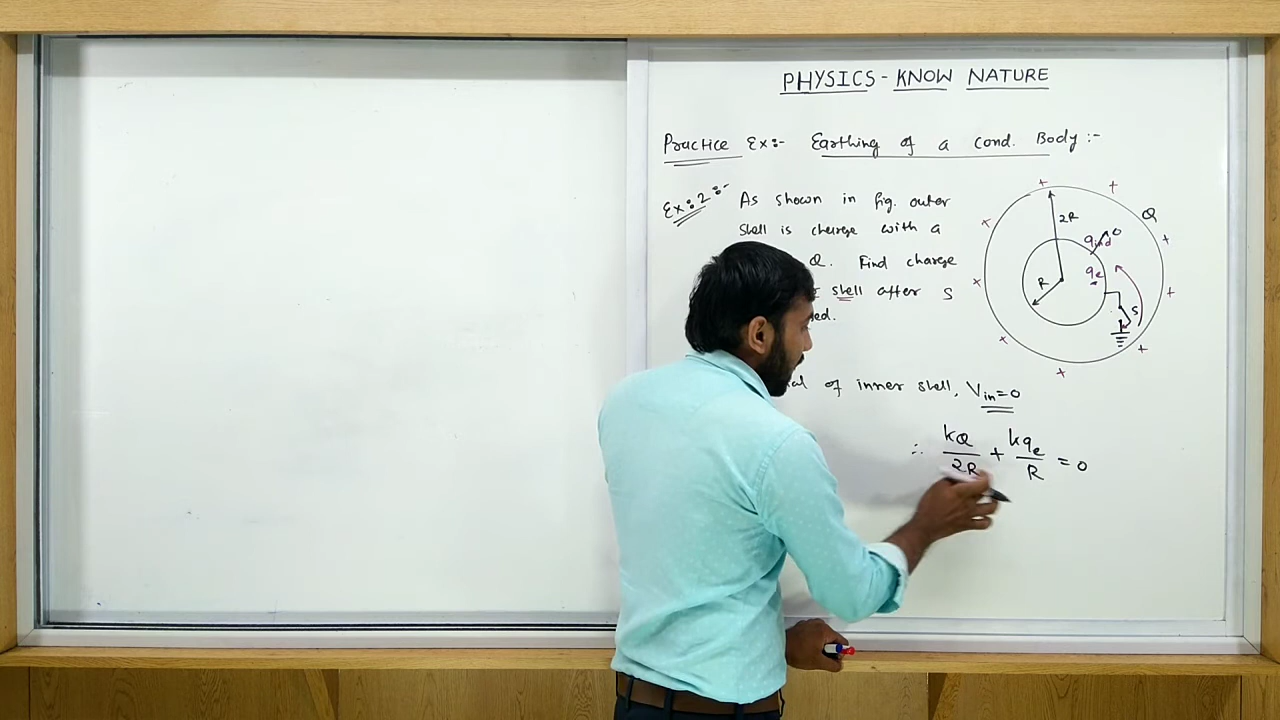 PHYSICS - KNOW NATURE
Practice Ex:- Earthing of a cond. Body :-
Ex:2:- As shown in fig. outer
shell is charge with a
Q. Find charge
shell after S
ed.
of inner shell, Vin=0
∴ kQ/2R + kqe/R = 0
Q
2R
qind
0
qe
R
S